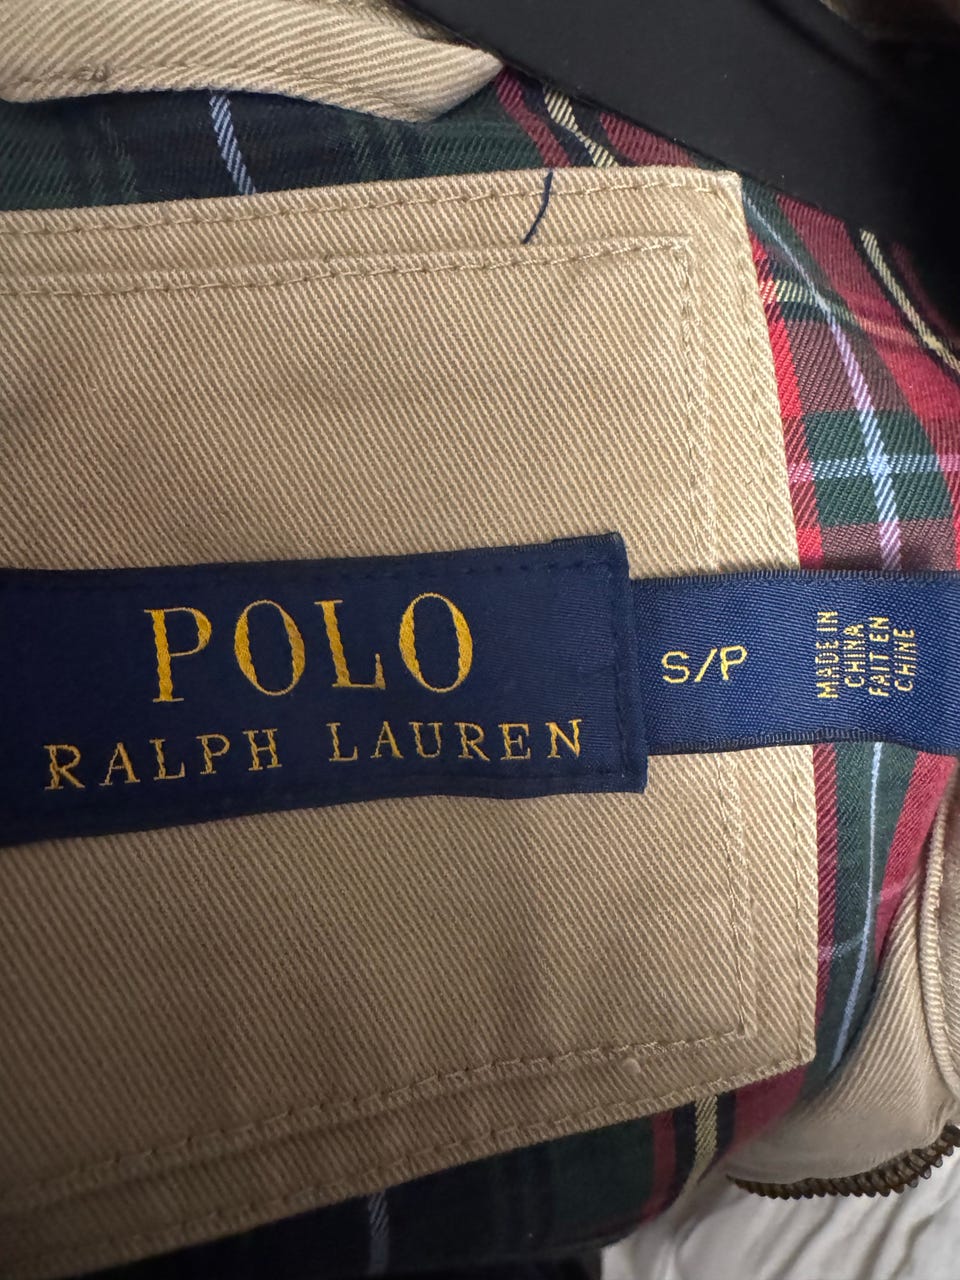 POLO
RALPH LAUREN
S/P
MADE IN
CHINA
FAIT EN
CHINE